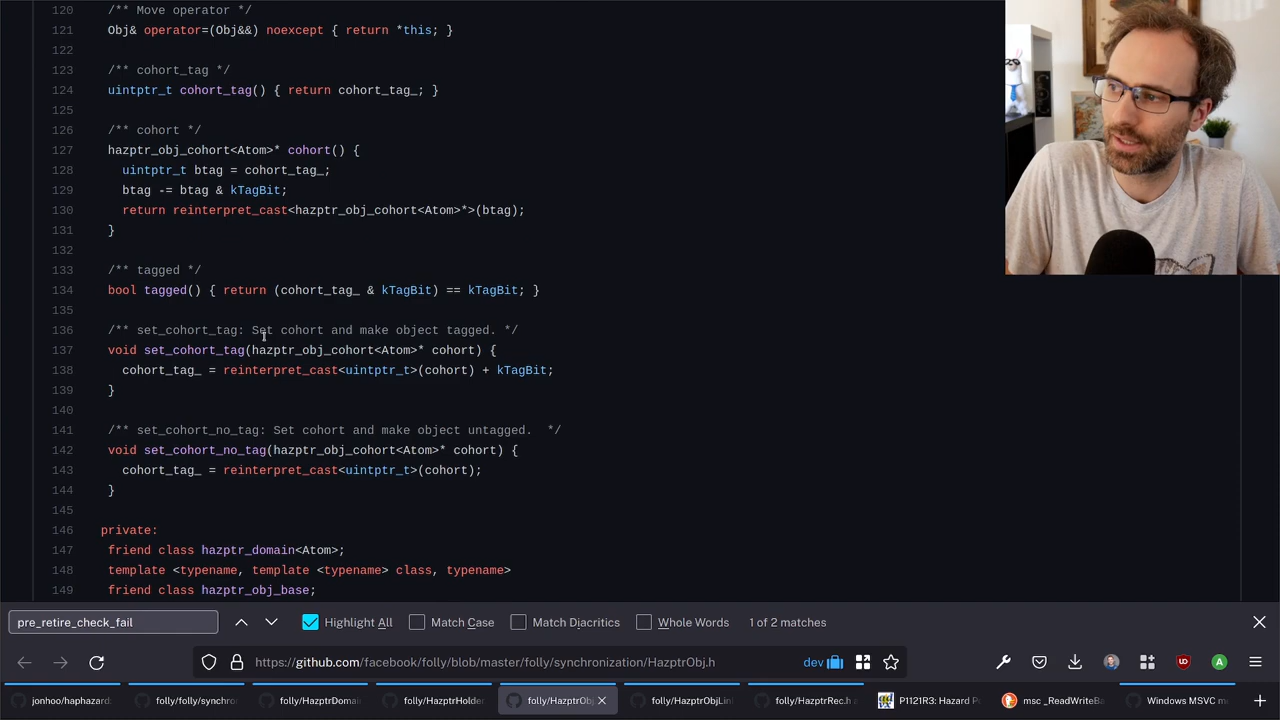 120 /** Move operator */
121 Obj& operator=(Obj&&) noexcept { return *this; }
122
123 /** cohort_tag */
124 uintptr_t cohort_tag() { return cohort_tag_; }
125
126 /** cohort */
127 hazptr_obj_cohort<Atom>* cohort() {
128 uintptr_t btag = cohort_tag_;
129 btag -= btag & kTagBit;
130 return reinterpret_cast<hazptr_obj_cohort<Atom>*>(btag);
131 }
132
133 /** tagged */
134 bool tagged() { return (cohort_tag_ & kTagBit) == kTagBit; }
135
136 /** set_cohort_tag: Set cohort and make object tagged. */
137 void set_cohort_tag(hazptr_obj_cohort<Atom>* cohort) {
138 cohort_tag_ = reinterpret_cast<uintptr_t>(cohort) + kTagBit;
139 }
140
141 /** set_cohort_no_tag: Set cohort and make object untagged.  */
142 void set_cohort_no_tag(hazptr_obj_cohort<Atom>* cohort) {
143 cohort_tag_ = reinterpret_cast<uintptr_t>(cohort);
144 }
145
146 private:
147 friend class hazptr_domain<Atom>;
148 template <typename, template <typename> class, typename>
149 friend class hazptr_obj_base;
pre_retire_check_fail Highlight All Match Case Match Diacritics Whole Words 1 of 2 matches
https://github.com/facebook/folly/blob/master/folly/synchronization/HazptrObj.h dev
jonhoo/haphazard. folly/folly/synchron folly/HazptrDomai folly/HazptrHolder folly/HazptrObj folly/HazptrObjLin folly/HazptrRec.h a P1121R3: Hazard P msc _ReadWriteBa Windows MSVC m